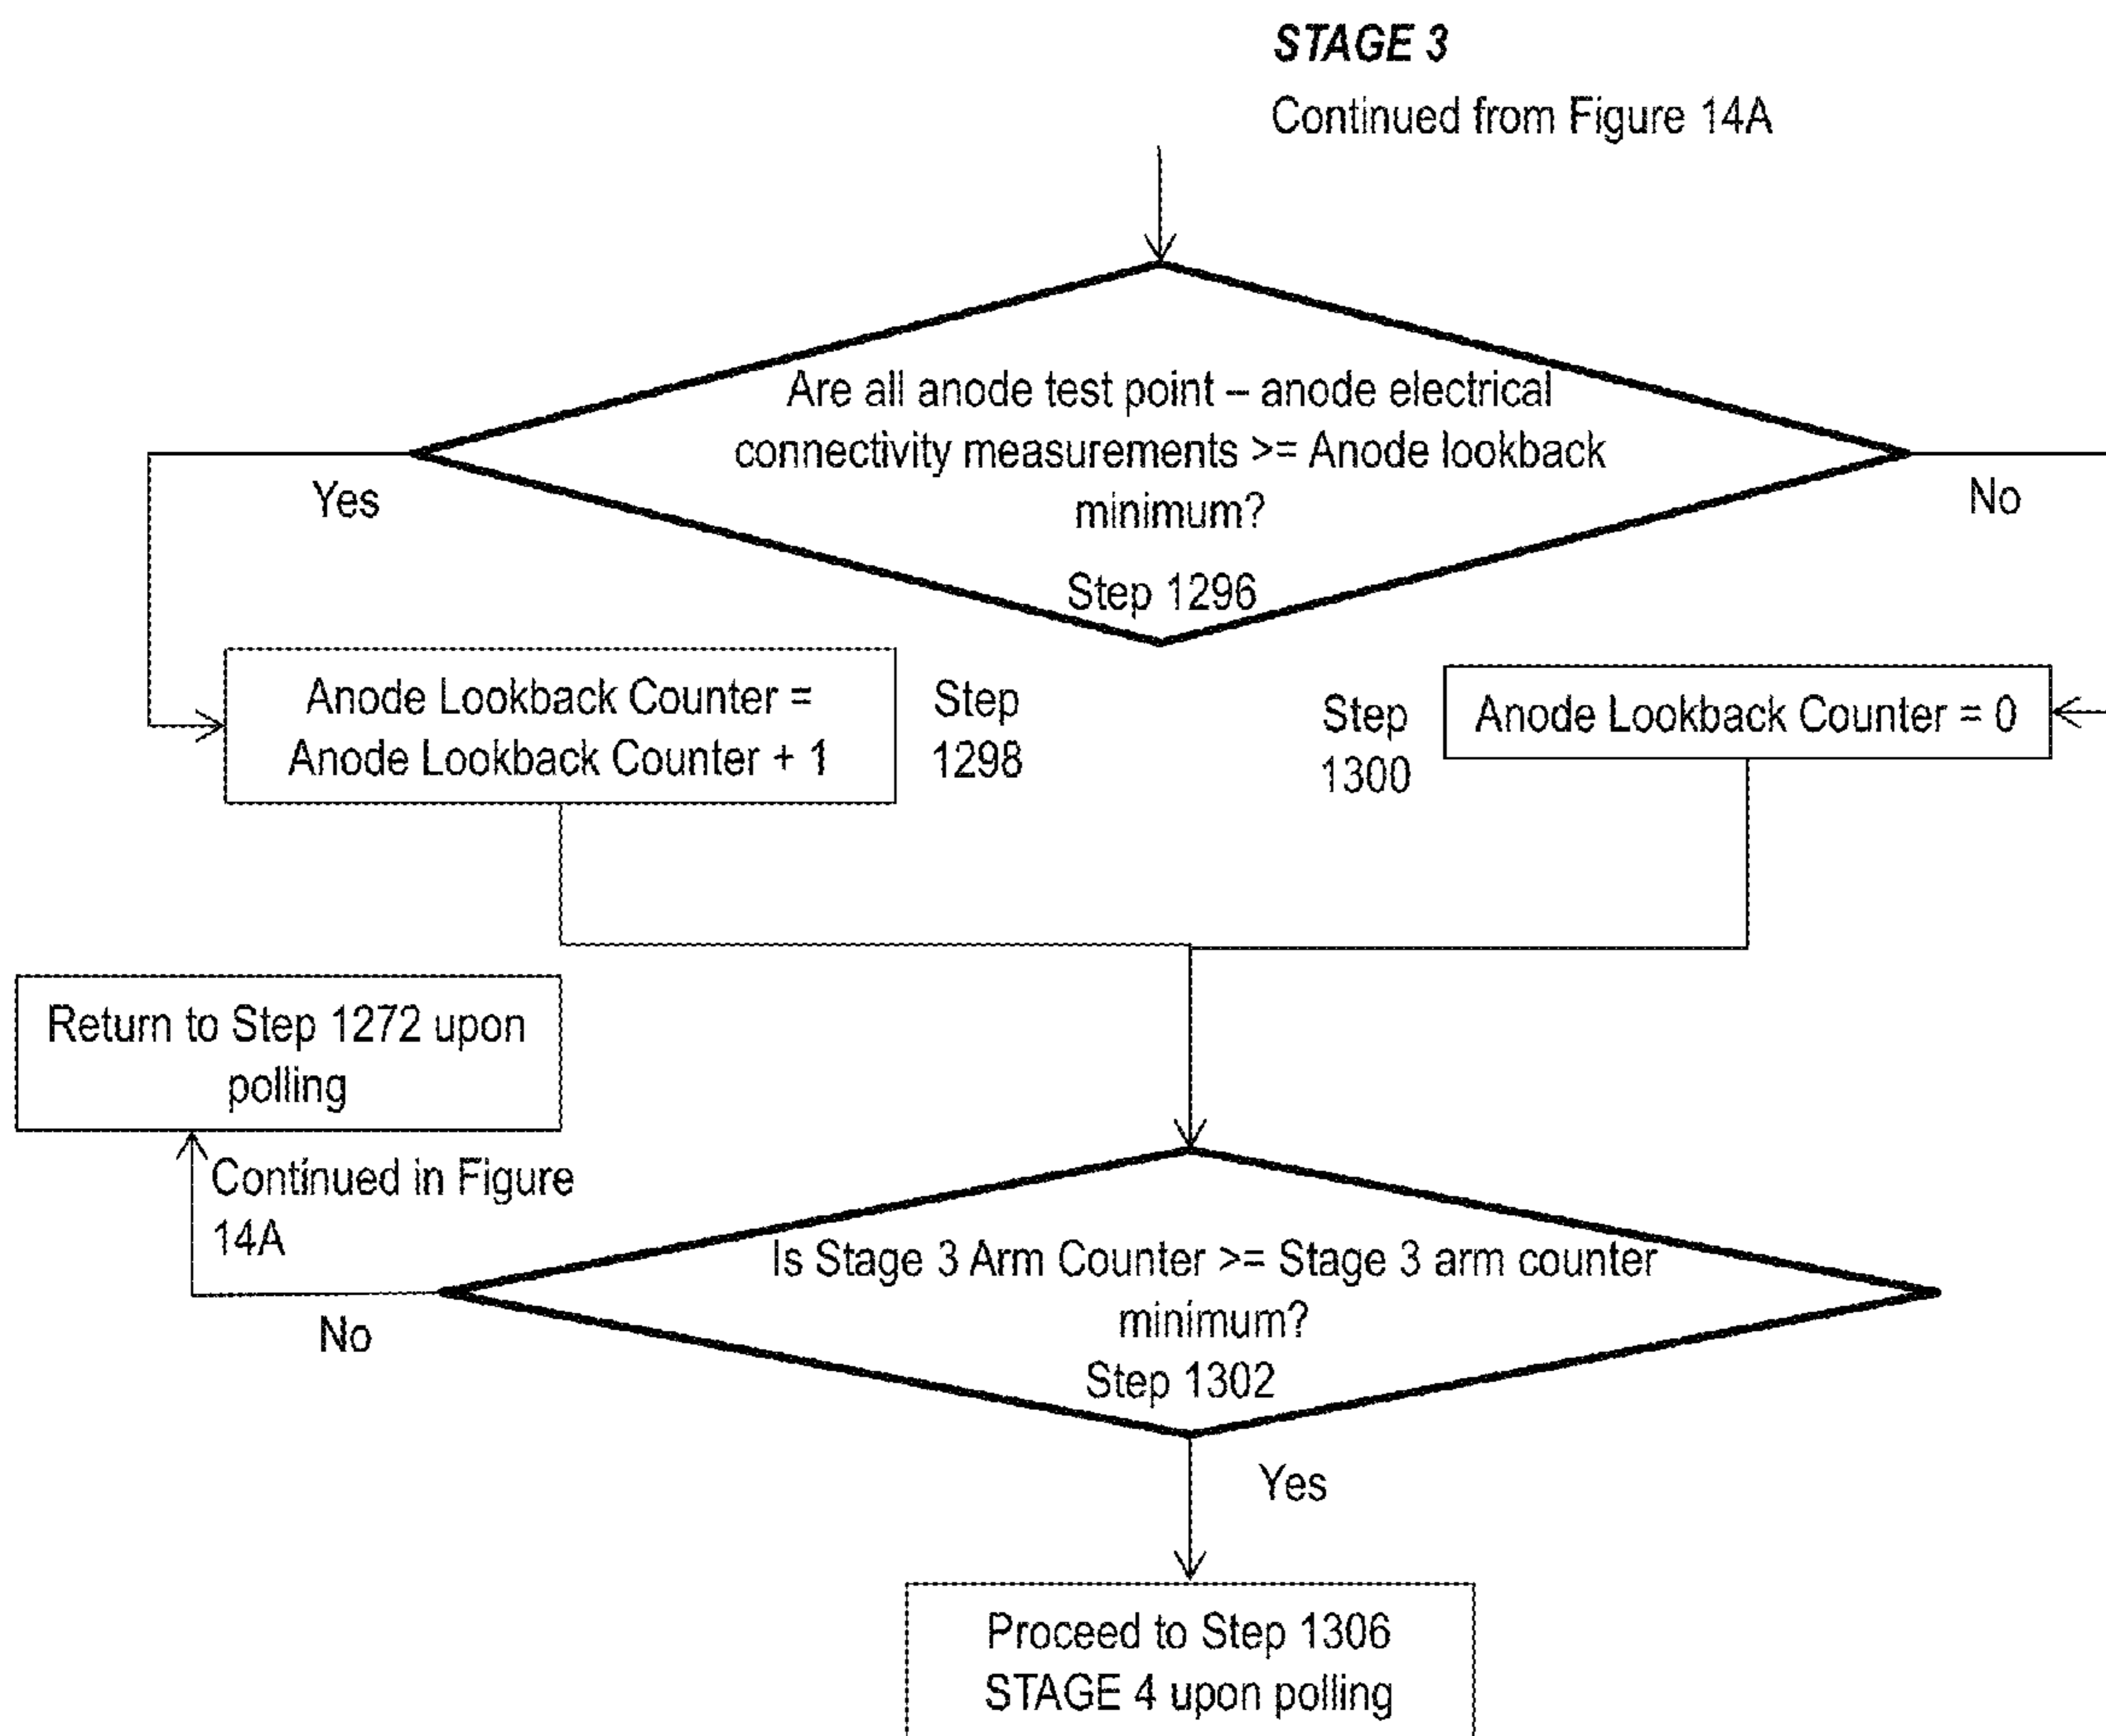 STAGE 3
Continued from Figure 14A
Are all anode test point – anode electrical
connectivity measurements >= Anode lookback
minimum?
Step 1296
Yes
No
Anode Lookback Counter =
Anode Lookback Counter + 1
Step
1298
Step
1300
Anode Lookback Counter = 0
Return to Step 1272 upon
polling
Continued in Figure
14A
Is Stage 3 Arm Counter >= Stage 3 arm counter
minimum?
Step 1302
No
Yes
Proceed to Step 1306
STAGE 4 upon polling